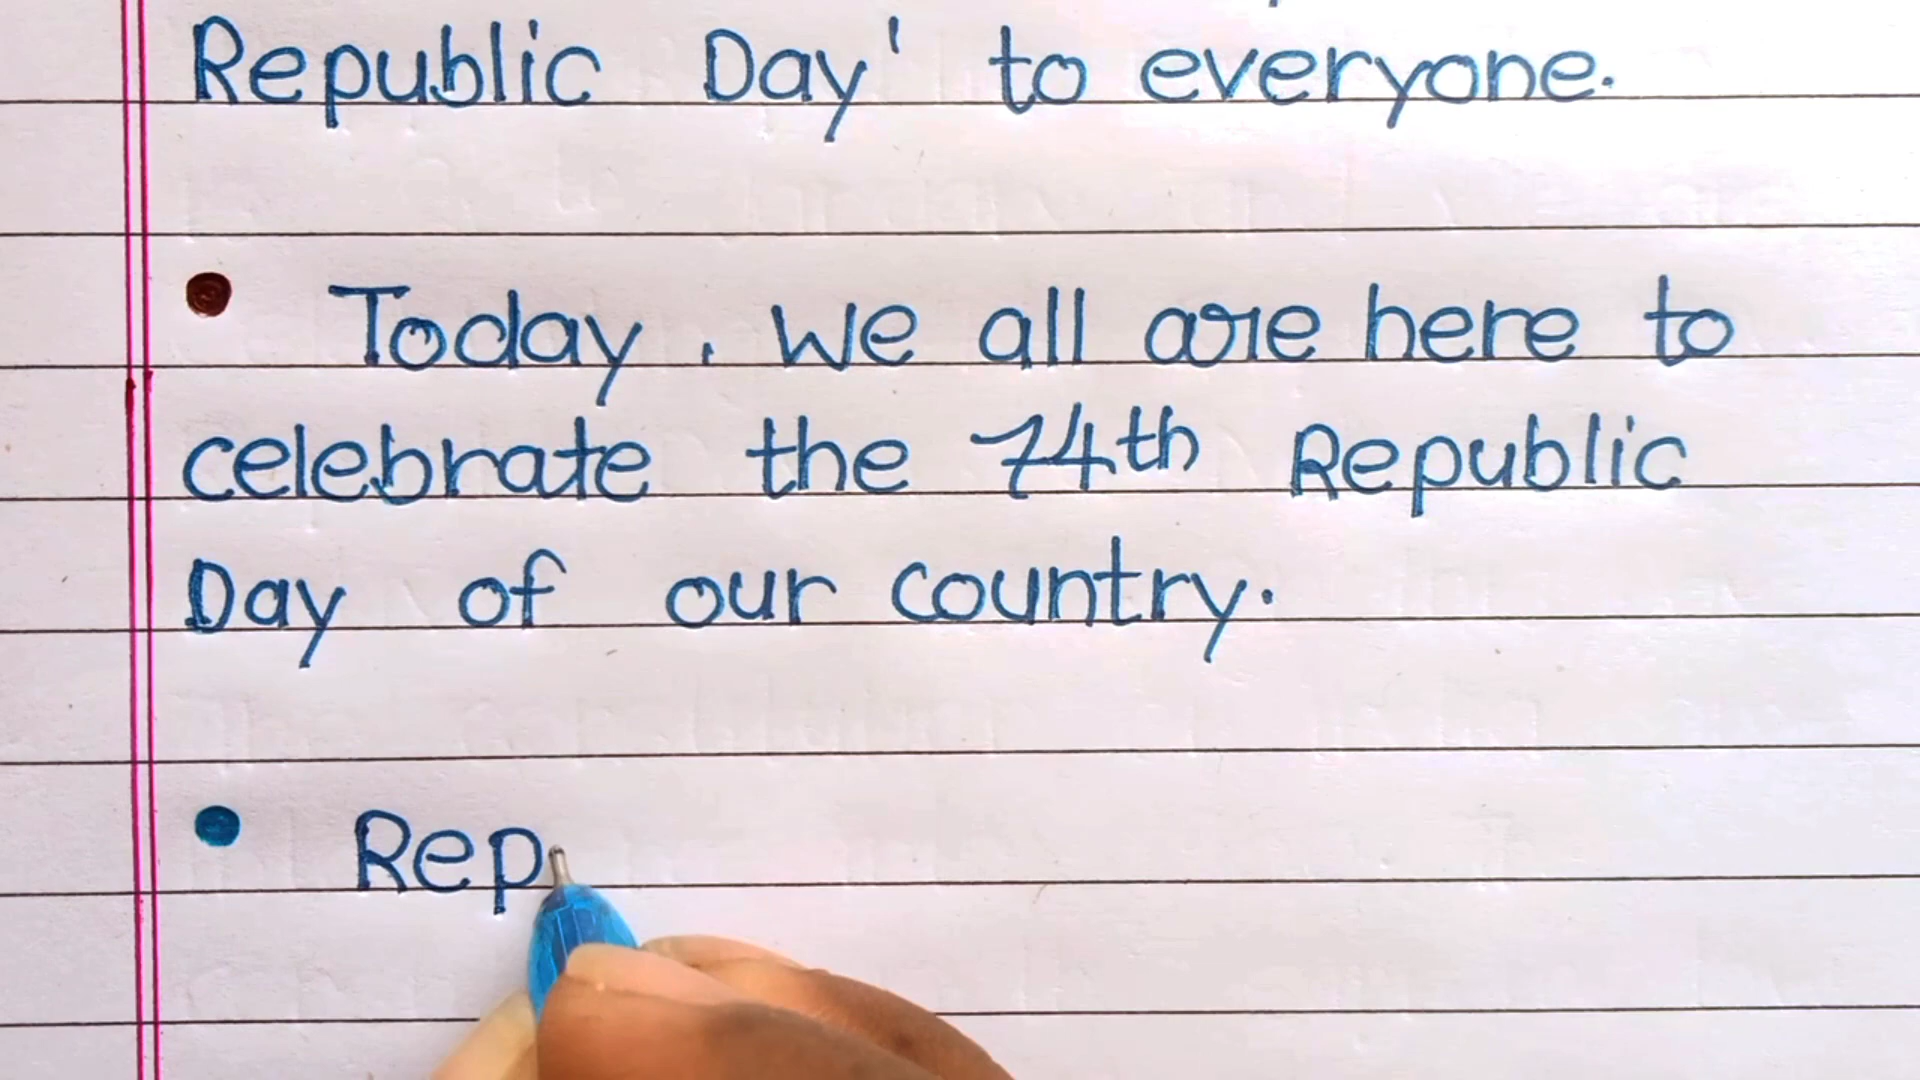 Republic Day' to everyone.
• Today, we all are here to
celebrate the 74th Republic
Day of our country.
• Rep